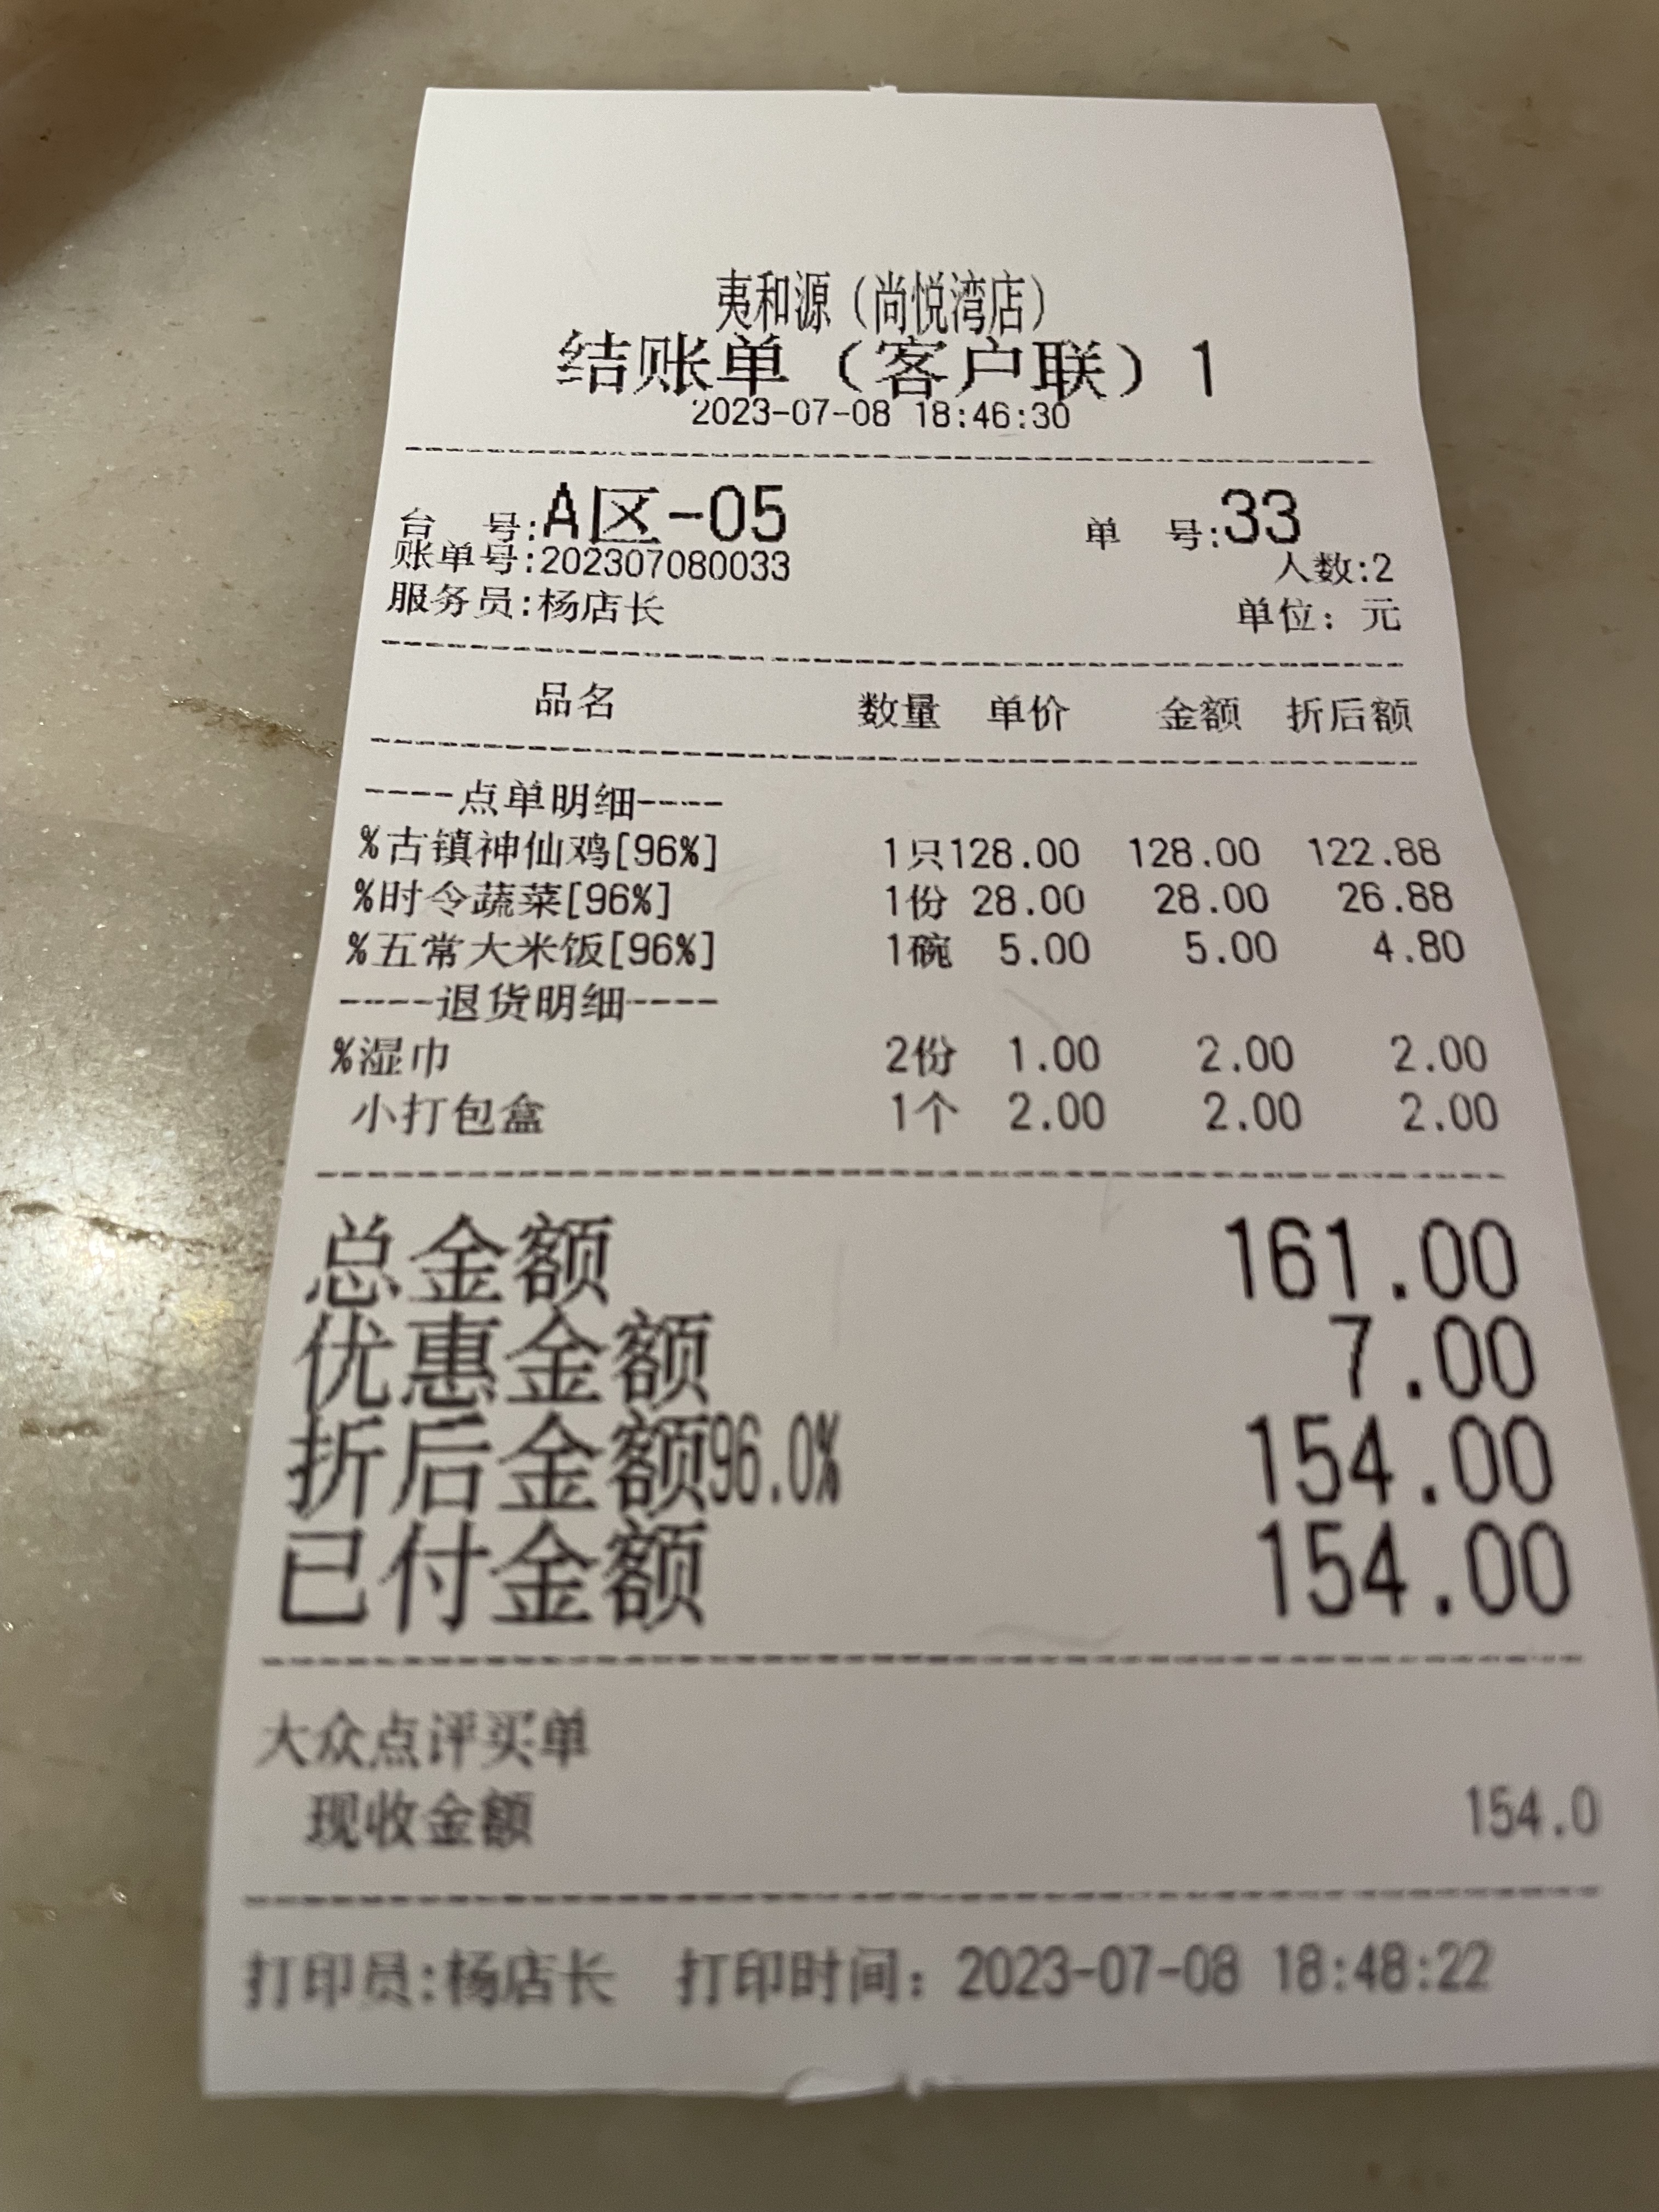 夷和源（尚悦湾店）
结账单（客户联）1
2023-07-08 18:46:30
台 号:A区-05 单 号:33
账单号:202307080033 人数:2
服务员:杨店长 单位: 元
品名 数量 单价 金额 折后额
----点单明细----
%古镇神仙鸡[96%] 1只128.00 128.00 122.88
%时令蔬菜[96%] 1份 28.00 28.00 26.88
%五常大米饭[96%] 1碗 5.00 5.00 4.80
----退货明细----
%湿巾 2份 1.00 2.00 2.00
小打包盒 1个 2.00 2.00 2.00
总金额 161.00
优惠金额 7.00
折后金额96.0% 154.00
已付金额 154.00
大众点评买单
现收金额 154.0
打印员:杨店长 打印时间: 2023-07-08 18:48:22